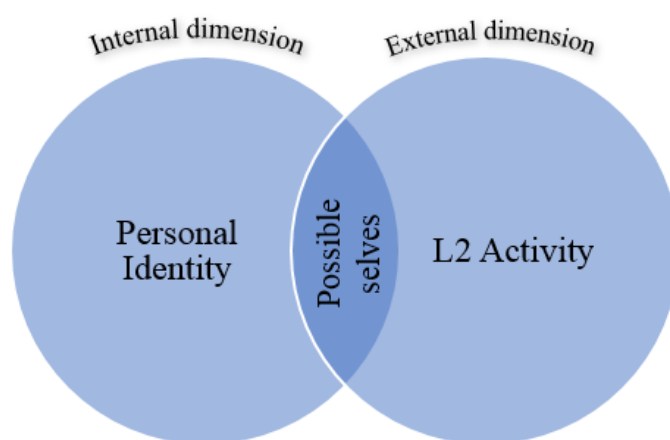 Internal dimension
External dimension
Personal
Identity
Possible
selves
L2 Activity